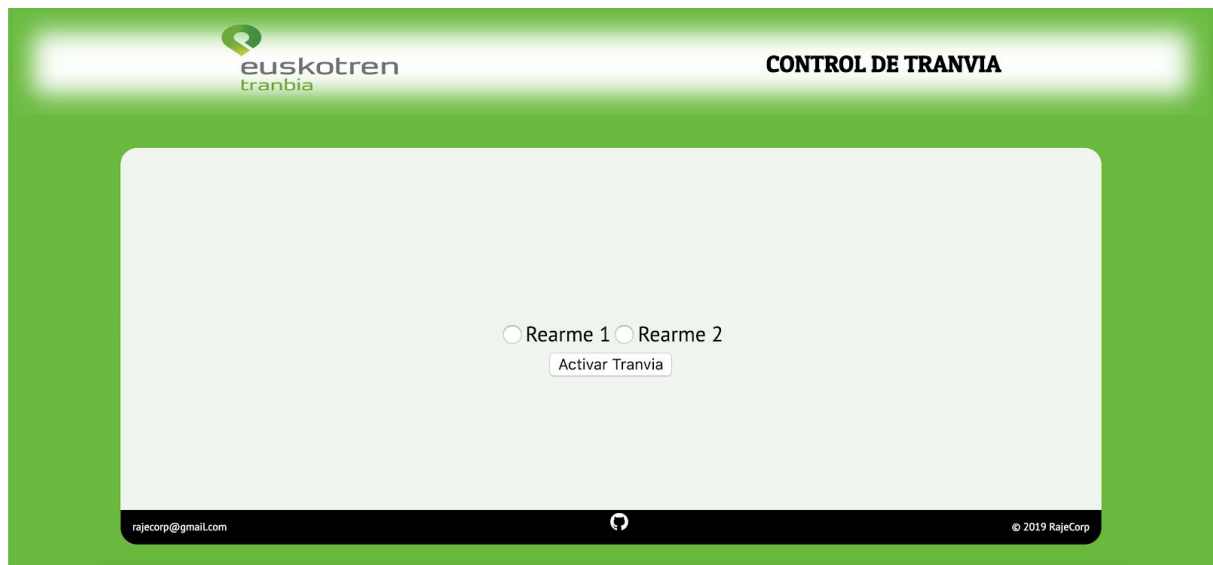 euskotren
tranbia
CONTROL DE TRANVIA
Rearme 1 Rearme 2
Activar Tranvia
rajecorp@gmail.com
© 2019 RajeCorp